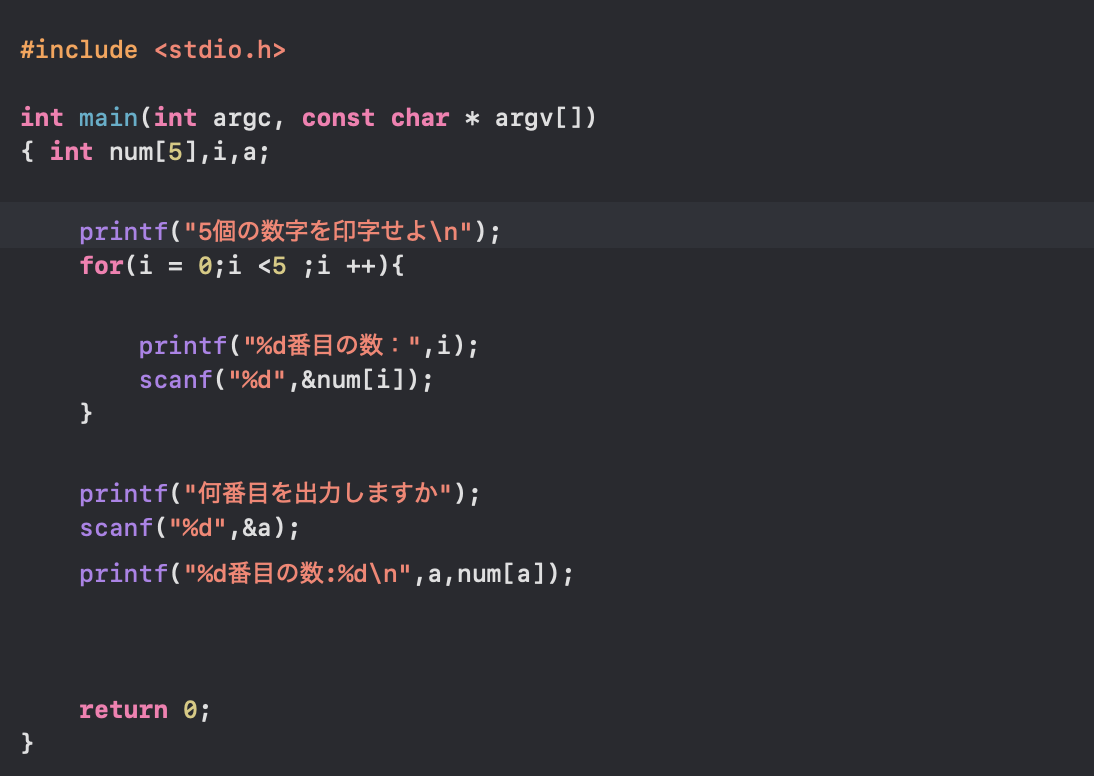 #include <stdio.h>
int main(int argc, const char * argv[])
{ int num[5],i,a;
printf("5個の数字を印字せよ\n");
for(i = 0;i <5 ;i ++){
printf("%d番目の数：",i);
scanf("%d",&num[i]);
}
printf("何番目を出力しますか");
scanf("%d",&a);
printf("%d番目の数:%d\n",a,num[a]);
return 0;
}